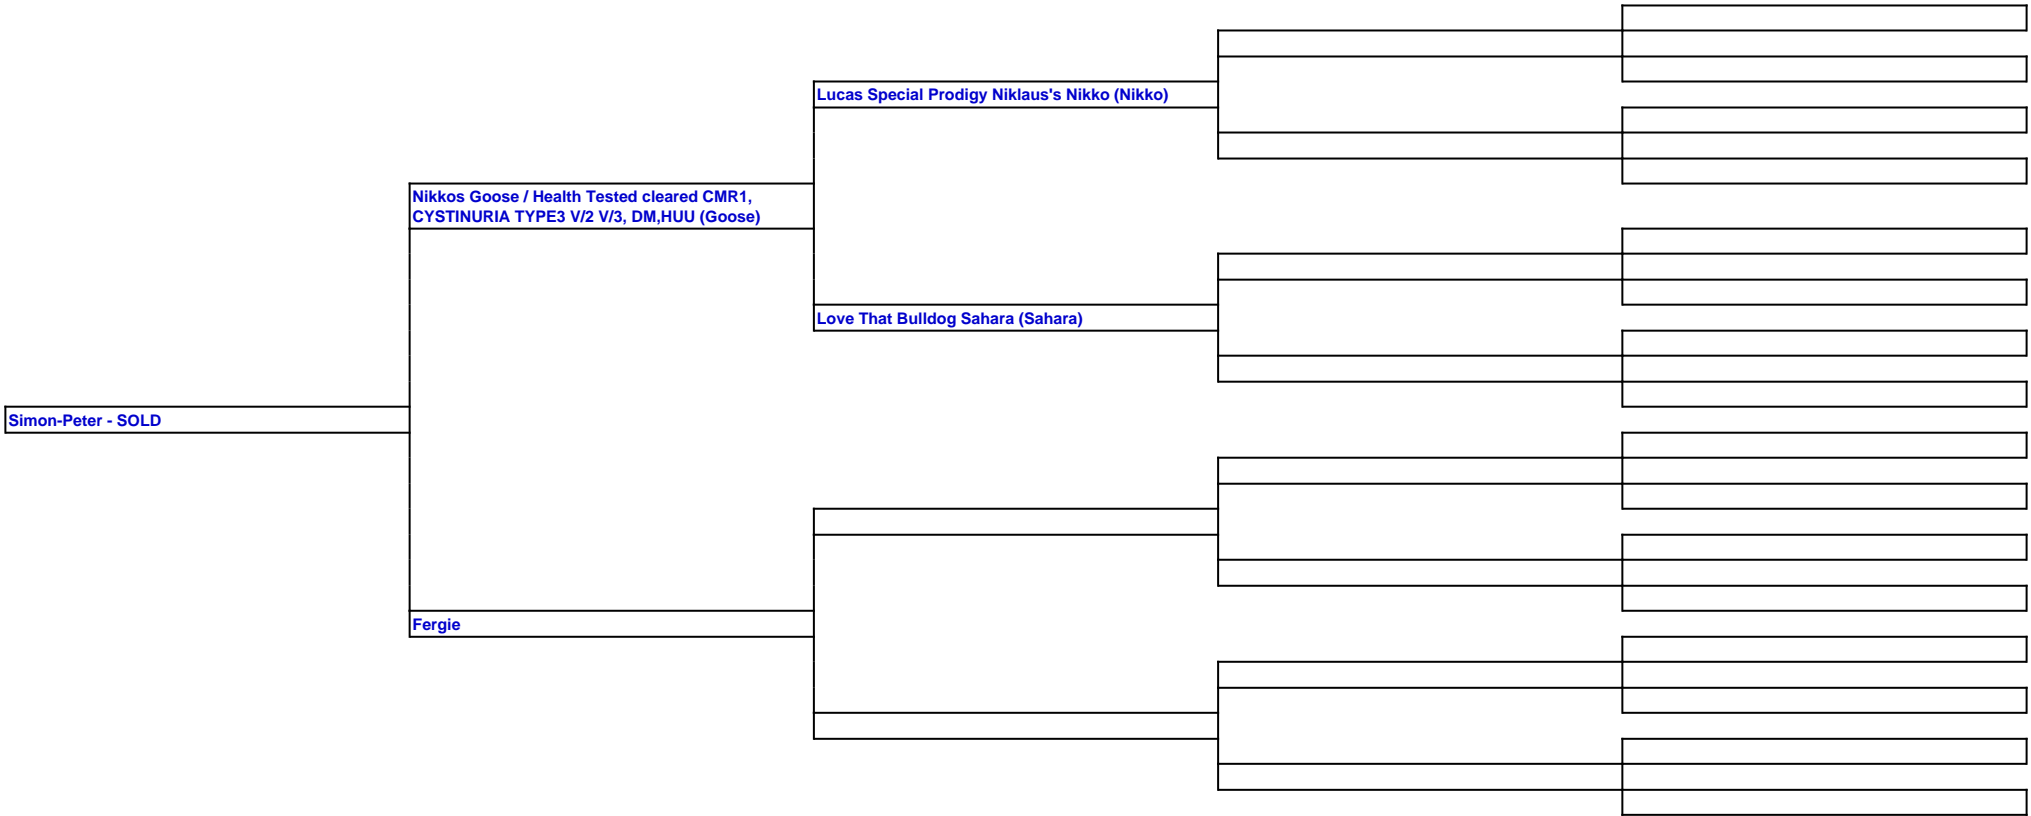 Lucas Special Prodigy Niklaus's Nikko (Nikko)
Nikkos Goose / Health Tested cleared CMR1,
CYSTINURIA TYPE3 V/2 V/3, DM,HUU (Goose)
Love That Bulldog Sahara (Sahara)
Simon-Peter - SOLD
Fergie